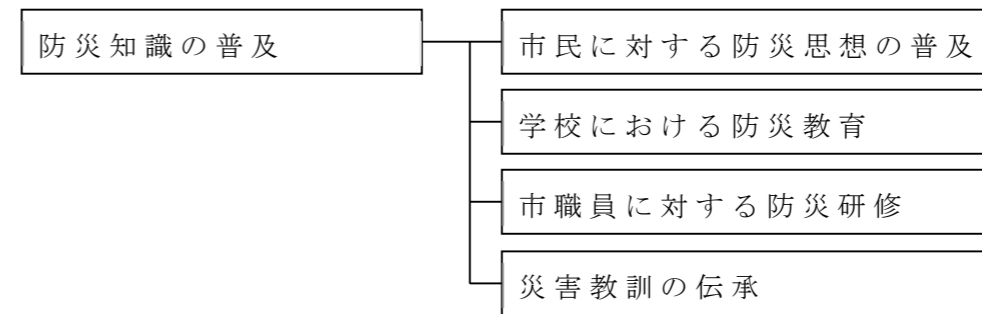 防災知識の普及
市民に対する防災思想の普及
学校における防災教育
市職員に対する防災研修
災害教訓の伝承